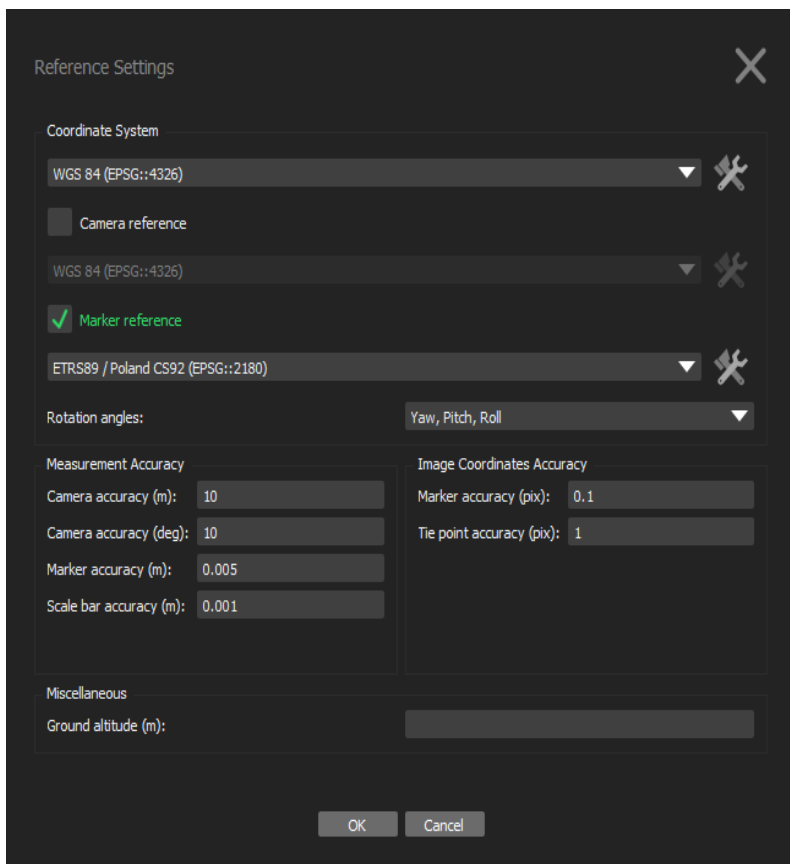 Reference Settings
Coordinate System
WGS 84 (EPSG::4326)
Camera reference
WGS 84 (EPSG::4326)
Marker reference
ETRS89 / Poland CS92 (EPSG::2180)
Rotation angles: Yaw, Pitch, Roll
Measurement Accuracy
Camera accuracy (m): 10
Camera accuracy (deg): 10
Marker accuracy (m): 0.005
Scale bar accuracy (m): 0.001
Image Coordinates Accuracy
Marker accuracy (pix): 0.1
Tie point accuracy (pix): 1
Miscellaneous
Ground altitude (m):
OK Cancel